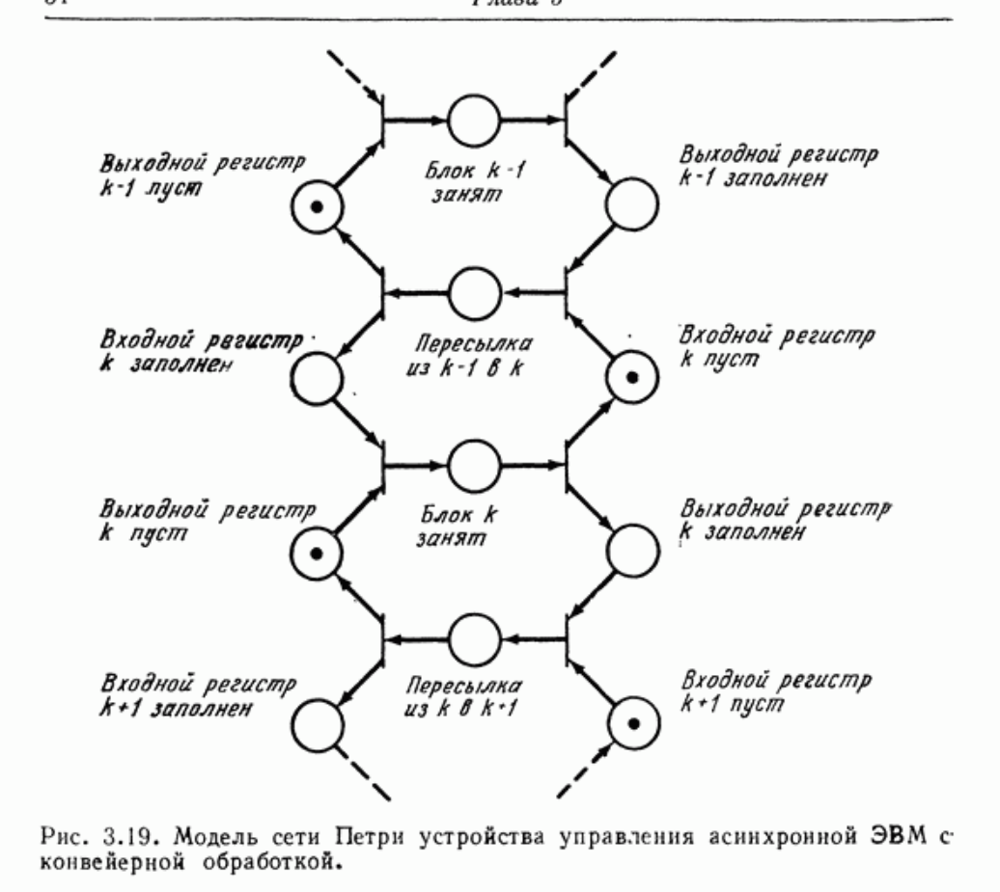 Глава 3
Выходной регистр
k-1 пуст
Блок k-1
занят
Выходной регистр
k-1 заполнен
Входной регистр
k заполнен
Пересылка
из k-1 в k
Входной регистр
k пуст
Выходной регистр
k пуст
Блок k
занят
Выходной регистр
k заполнен
Входной регистр
k+1 заполнен
Пересылка
из k в k+1
Входной регистр
k+1 пуст
Рис. 3.19. Модель сети Петри устройства управления асинхронной ЭВМ с
конвейерной обработкой.